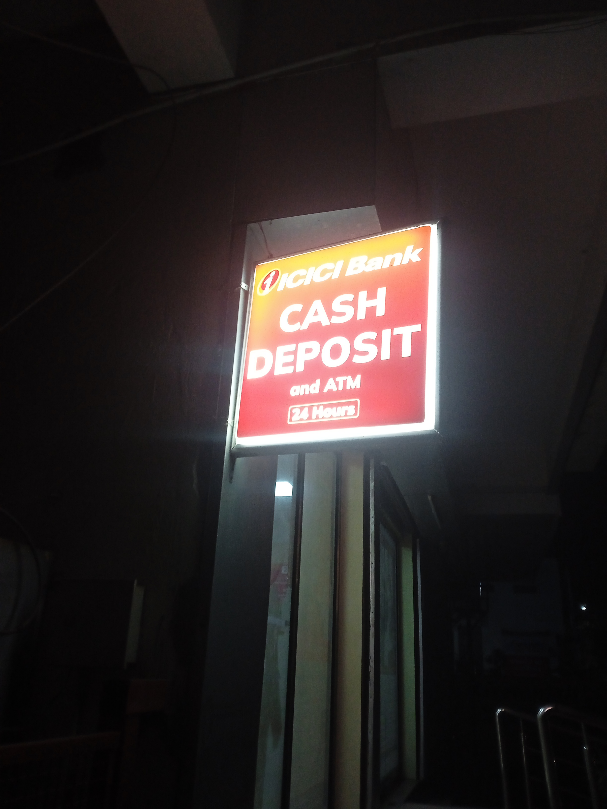 ICICI Bank
CASH
DEPOSIT
and ATM
24 Hours